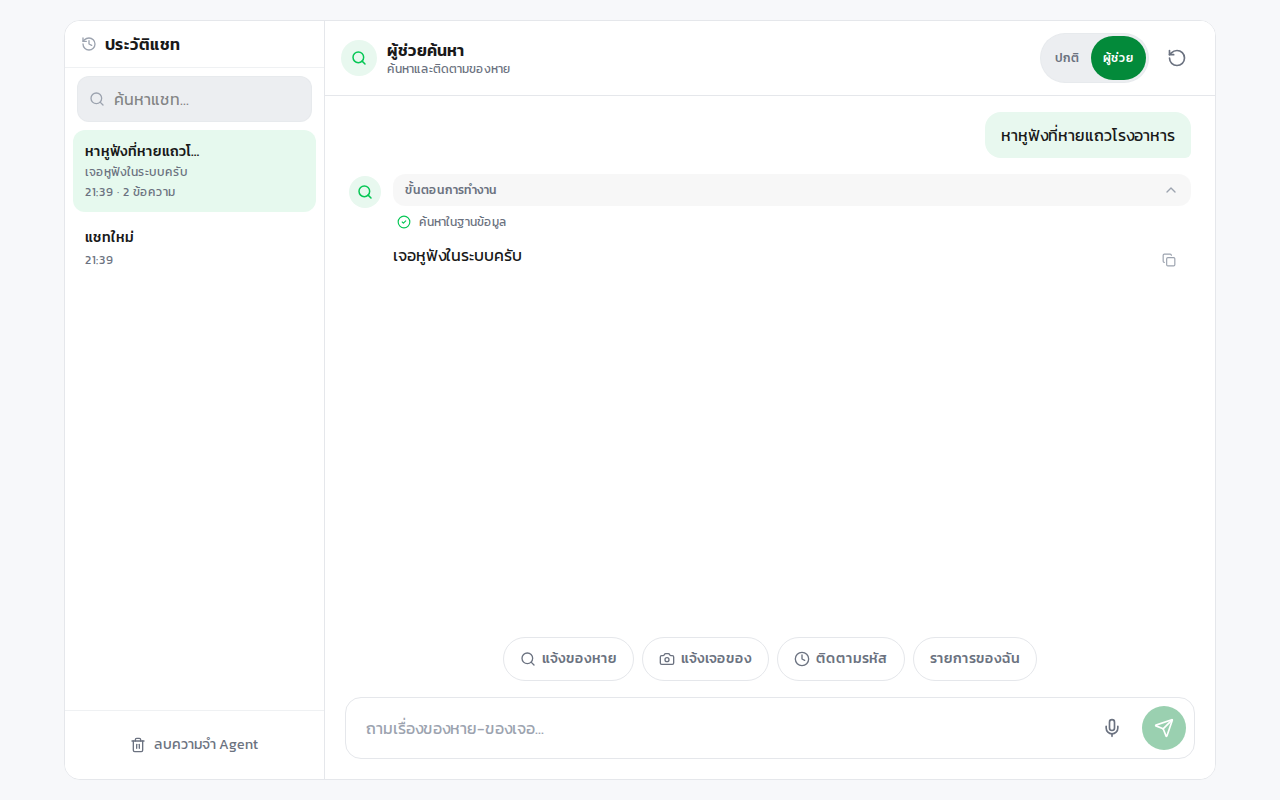 ประวัติแชท
ค้นหาแชท...
หาหูฟังที่หายแถวโ...
เจอหูฟังในระบบครับ
21:39 · 2 ข้อความ
แชทใหม่
21:39
ลบความจำ Agent
ผู้ช่วยค้นหา
ค้นหาและติดตามของหาย
ปกติ
ผู้ช่วย
หาหูฟังที่หายแถวโรงอาหาร
ขั้นตอนการทำงาน
ค้นหาในฐานข้อมูล
เจอหูฟังในระบบครับ
แจ้งของหาย
แจ้งเจอของ
ติดตามรหัส
รายการของฉัน
ถามเรื่องของหาย-ของเจอ...